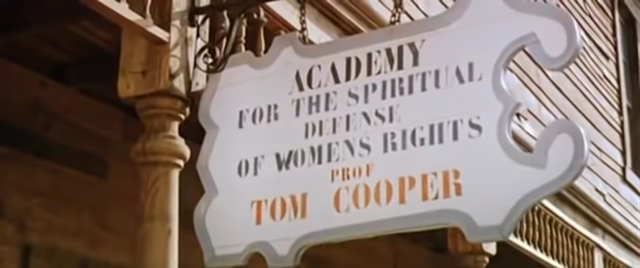 ACADEMY
FOR THE SPIRITUAL
DEFENSE
OF WOMENS RIGHTS
PROF
TOM COOPER